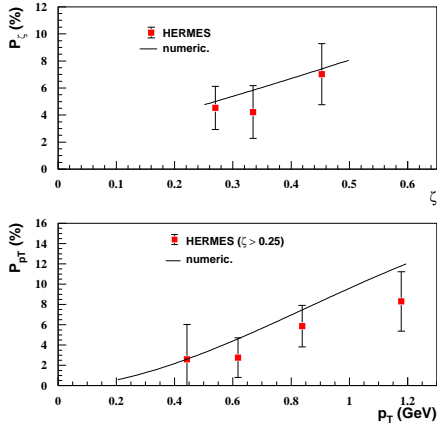 P_ζ (%)
12
10
8
6
4
2
0
HERMES
numeric.
0 0.1 0.2 0.3 0.4 0.5 0.6
ζ
P_pT (%)
16
14
12
10
8
6
4
2
0
HERMES (ζ > 0.25)
numeric.
0 0.2 0.4 0.6 0.8 1 1.2
p_T (GeV)